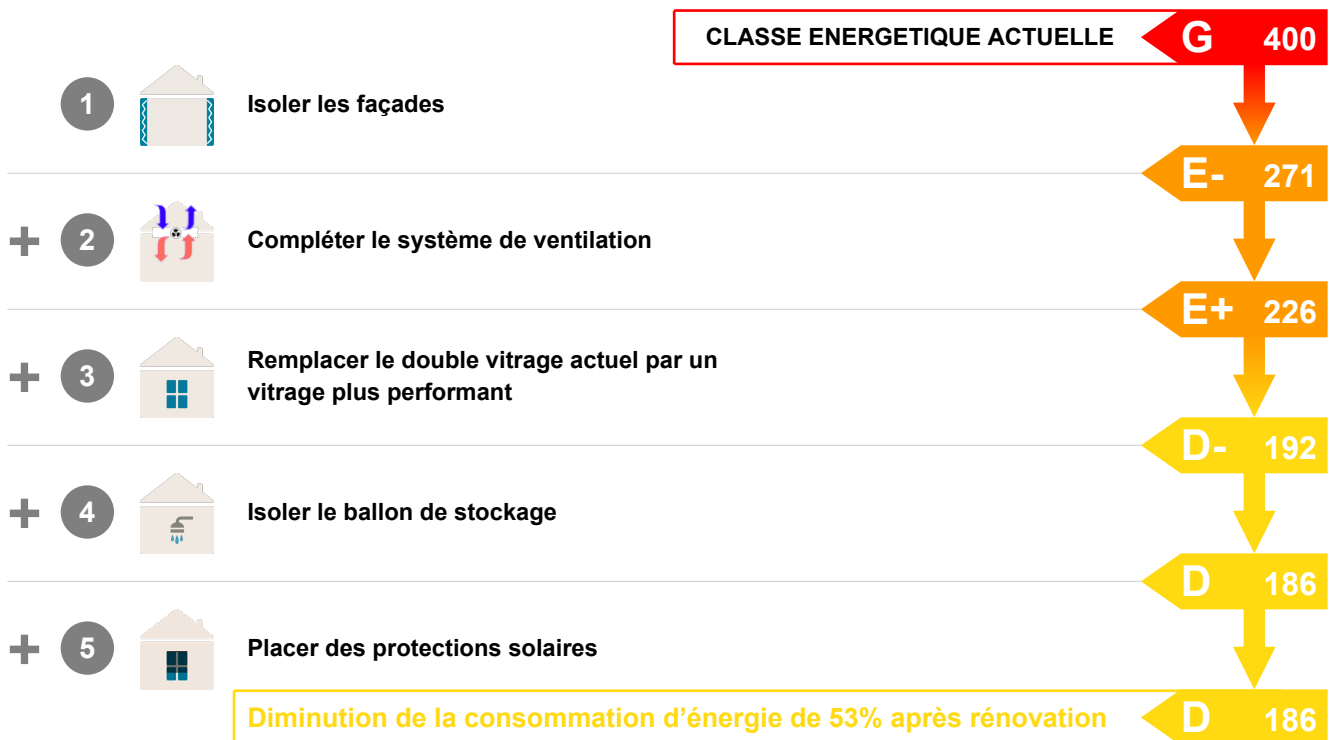 CLASSE ENERGETIQUE ACTUELLE G 400
1 Isoler les façades
E- 271
+ 2 Compléter le système de ventilation
E+ 226
+ 3 Remplacer le double vitrage actuel par un
vitrage plus performant
D- 192
+ 4 Isoler le ballon de stockage
D 186
+ 5 Placer des protections solaires
Diminution de la consommation d’énergie de 53% après rénovation D 186